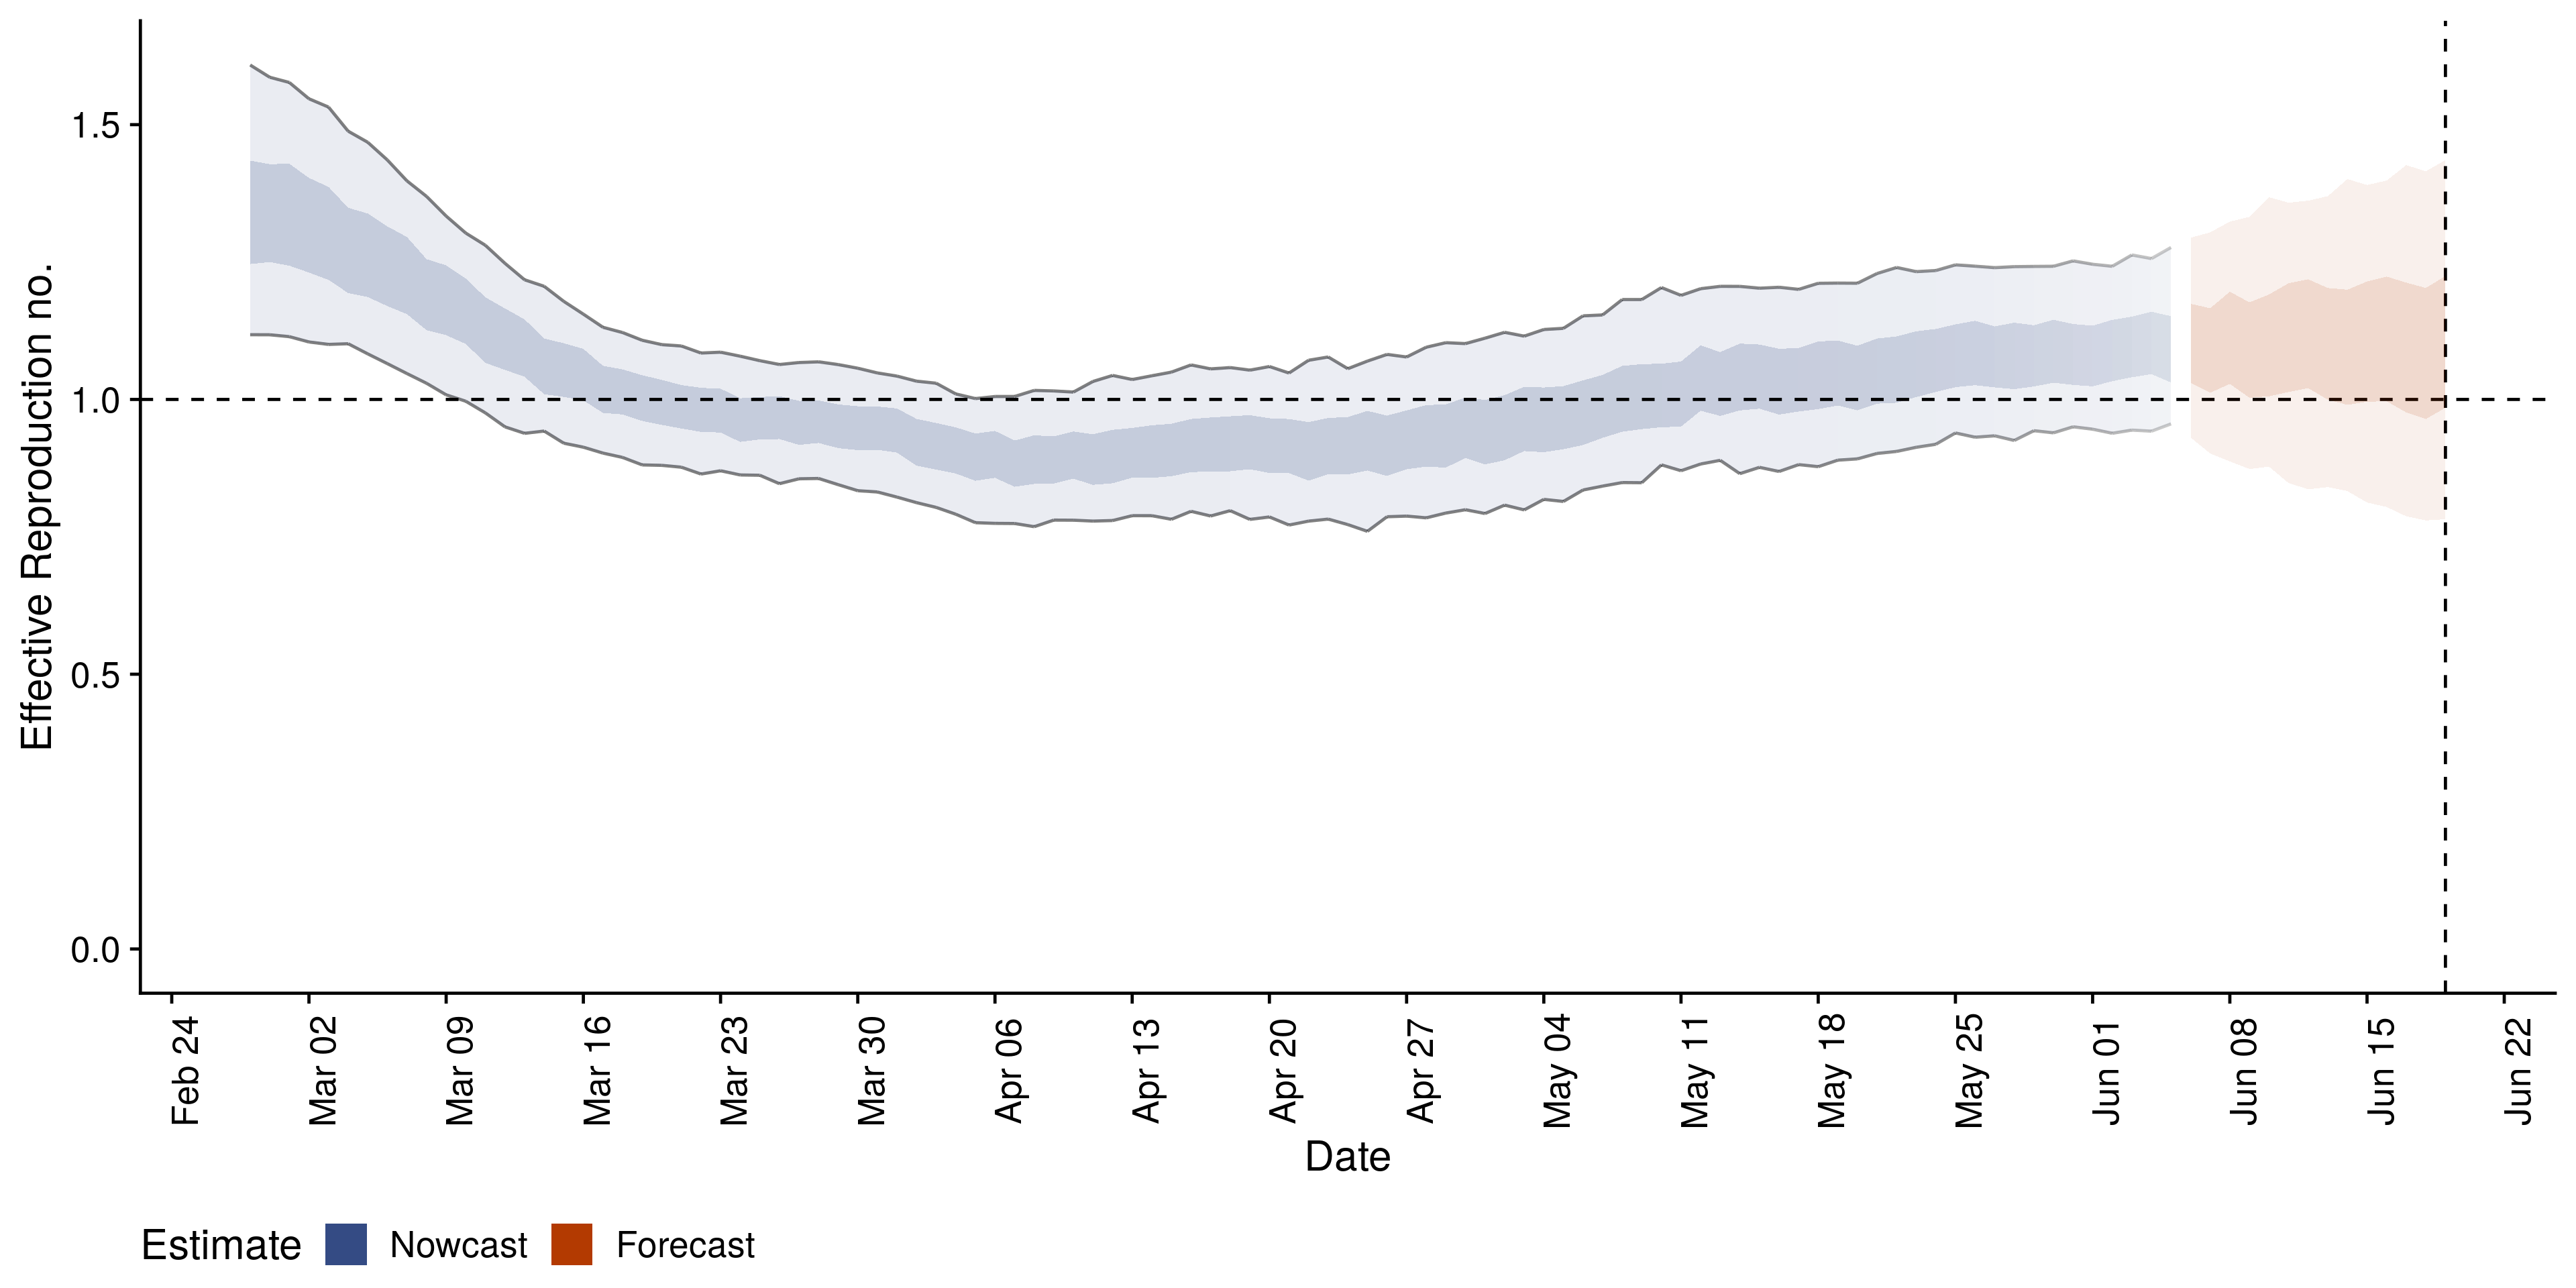 Effective Reproduction no.
1.5
1.0
0.5
0.0
Feb 24
Mar 02
Mar 09
Mar 16
Mar 23
Mar 30
Apr 06
Apr 13
Apr 20
Apr 27
May 04
May 11
May 18
May 25
Jun 01
Jun 08
Jun 15
Jun 22
Date
Estimate Nowcast Forecast